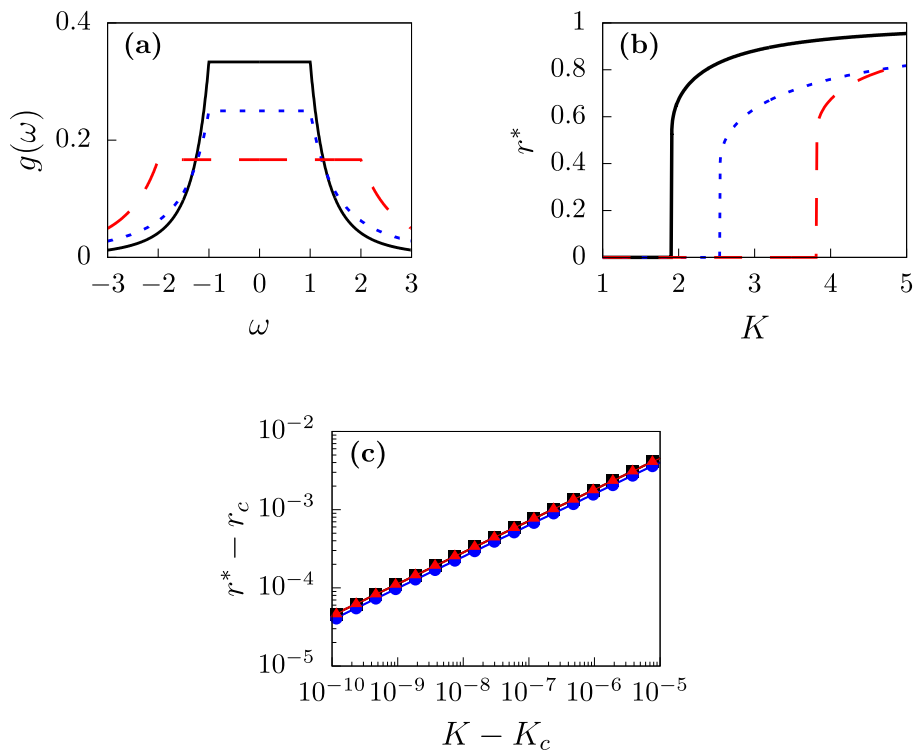 (a)
0.4
0.2
0
g(ω)
−3 −2 −1 0 1 2 3
ω
(b)
1
0.8
0.6
0.4
0.2
0
r*
1 2 3 4 5
K
(c)
10⁻²
10⁻³
10⁻⁴
10⁻⁵
r* − r_c
10⁻¹⁰ 10⁻⁹ 10⁻⁸ 10⁻⁷ 10⁻⁶ 10⁻⁵
K − K_c